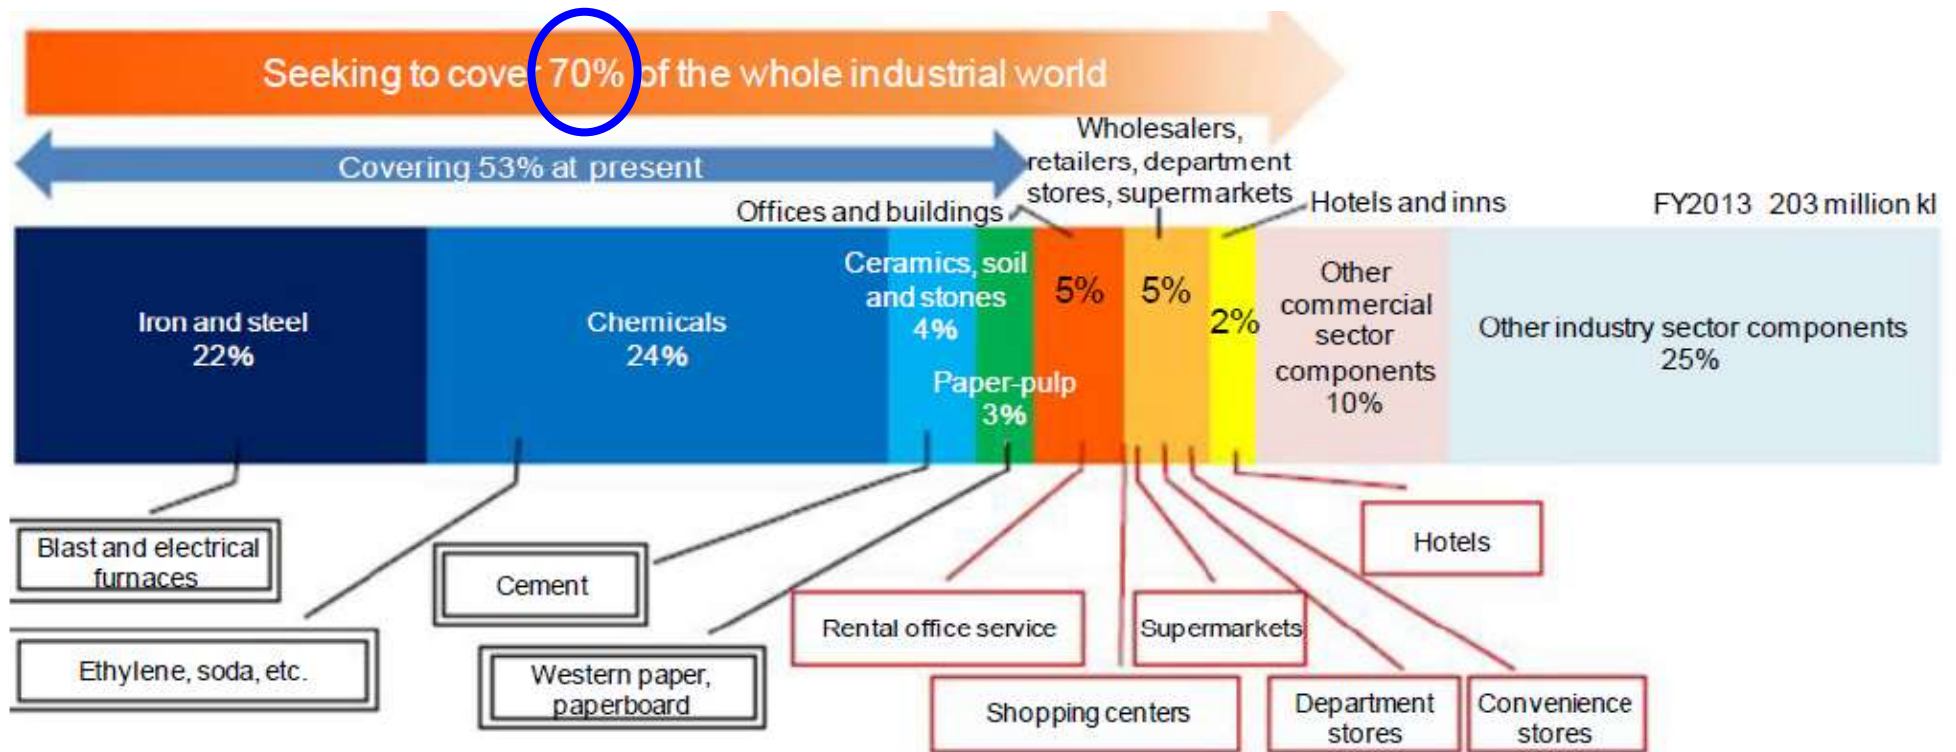 Seeking to cover 70% of the whole industrial world
Covering 53% at present
Wholesalers,
retailers, department
stores, supermarkets
Offices and buildings
Hotels and inns
FY2013 203 million kl
Iron and steel
22%
Chemicals
24%
Ceramics, soil
and stones
4%
Paper-pulp
3%
5%
5%
2%
Other
commercial
sector
components
10%
Other industry sector components
25%
Blast and electrical
furnaces
Ethylene, soda, etc.
Cement
Western paper,
paperboard
Rental office service
Shopping centers
Supermarkets
Department
stores
Convenience
stores
Hotels